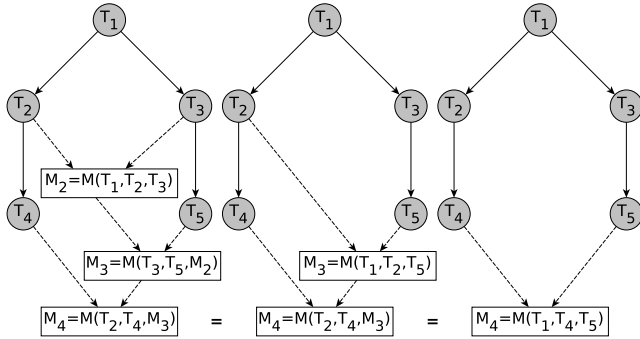 T₁ T₁ T₁
T₂ T₃ T₂ T₃ T₂ T₃
M₂=M(T₁,T₂,T₃)
T₄ T₅ T₄ T₅ T₄ T₅
M₃=M(T₃,T₅,M₂) M₃=M(T₁,T₂,T₅)
M₄=M(T₂,T₄,M₃) = M₄=M(T₂,T₄,M₃) = M₄=M(T₁,T₄,T₅)